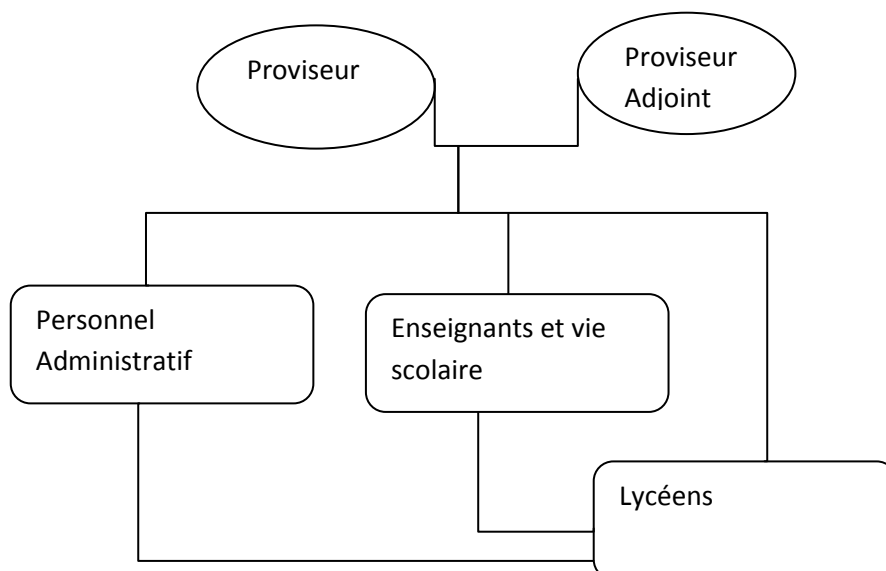 Proviseur
Proviseur
Adjoint
Personnel
Administratif
Enseignants et vie
scolaire
Lycéens